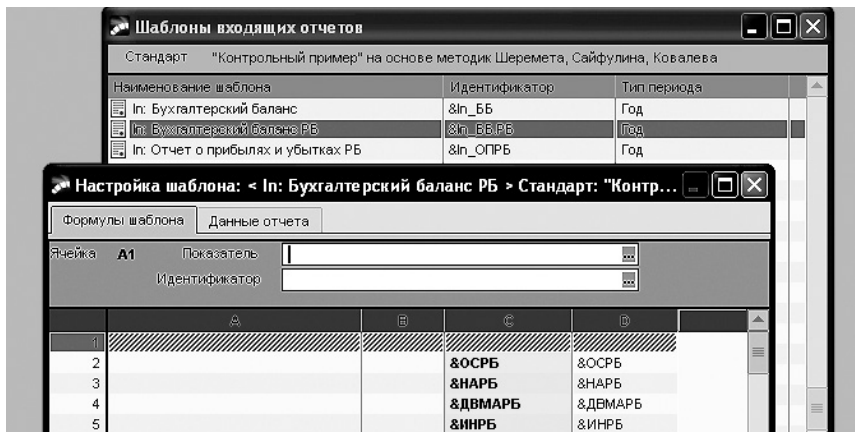 Шаблоны входящих отчетов
Стандарт "Контрольный пример" на основе методик Шеремета, Сайфулина, Ковалева
Наименование шаблона Идентификатор Тип периода
In: Бухгалтерский баланс &In_ББ Год
In: Бухгалтерский баланс РБ &In_ББ.РБ Год
In: Отчет о прибылях и убытках РБ &In_ОПРБ Год
Настройка шаблона: < In: Бухгалтерский баланс РБ > Стандарт: "Контр...
Формулы шаблона Данные отчета
Ячейка A1 Показатель
Идентификатор
A B C D
1
2 &ОСРБ &ОСРБ
3 &НАРБ &НАРБ
4 &ДВМАРБ &ДВМАРБ
5 &ИНРБ &ИНРБ